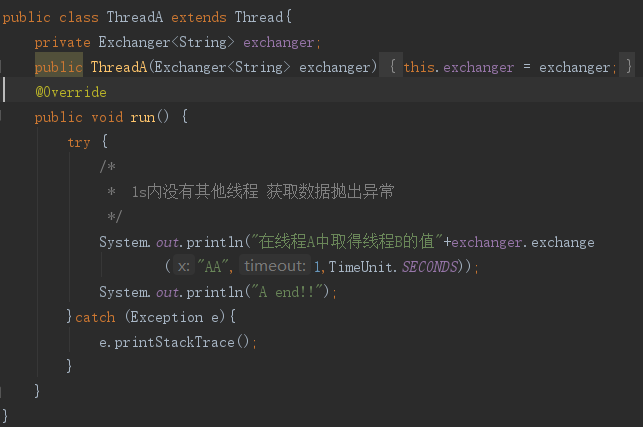 public class ThreadA extends Thread{
    private Exchanger<String> exchanger;
    public ThreadA(Exchanger<String> exchanger) { this.exchanger = exchanger; }
    @Override
    public void run() {
        try {
            /*
             *  1s内没有其他线程 获取数据抛出异常
             */
            System.out.println("在线程A中取得线程B的值"+exchanger.exchange
                    ( x: "AA", timeout: 1,TimeUnit.SECONDS));
            System.out.println("A end!!");
        }catch (Exception e){
            e.printStackTrace();
        }
    }
}